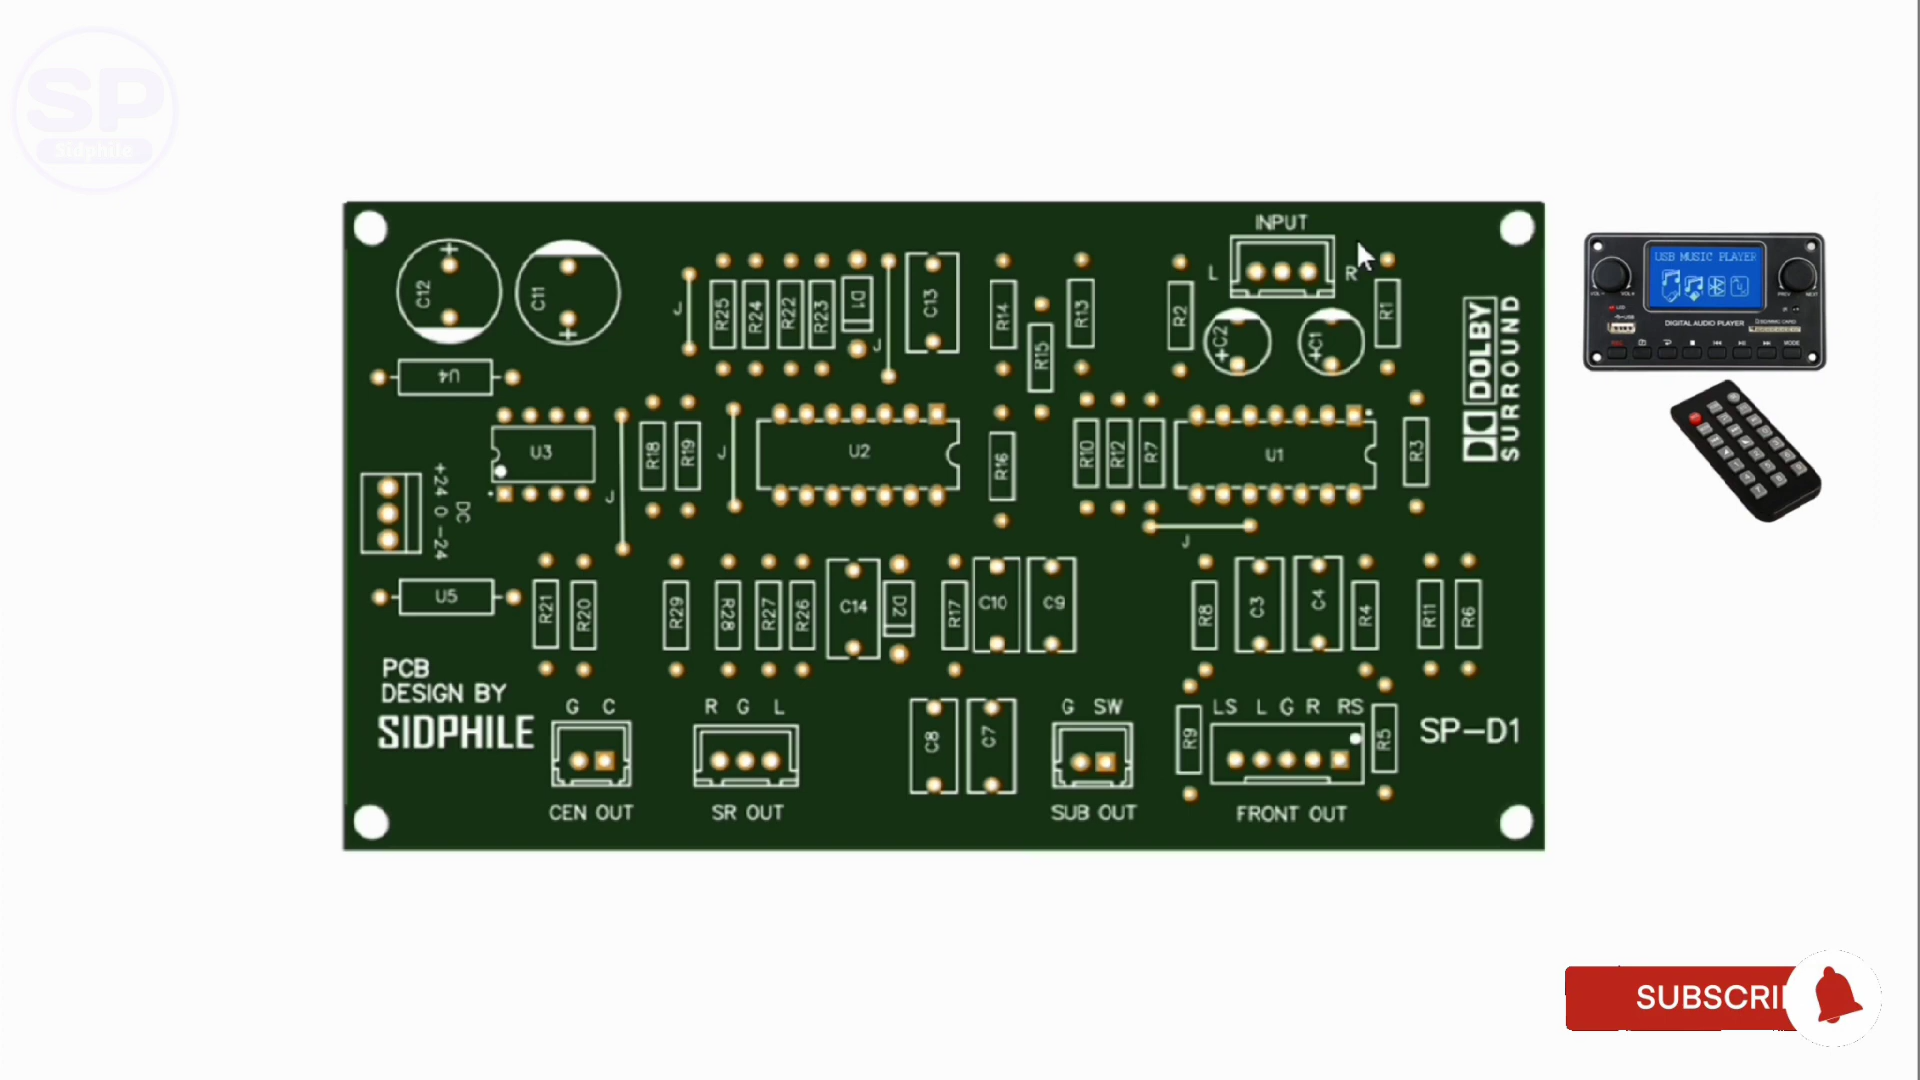 SP
Sidphile
INPUT
L
R
C12
C11
J
R25
R24
R22
R23
D1
J
C13
R14
R15
R13
R2
C2
C1
R1
DOLBY
SURROUND
U4
U3
J
R18
R19
J
U2
R16
R10
R12
R7
U1
R3
+24 0 -24
DC
J
U5
R21
R20
R29
R28
R27
R26
C14
D2
R17
C10
C9
R8
C3
C4
R4
R11
R6
PCB
DESIGN BY
SIDPHILE
G C
CEN OUT
R G L
SR OUT
C8
C7
G SW
SUB OUT
R9
LS L G R RS
R5
FRONT OUT
SP-D1
USB MUSIC PLAYER
DIGITAL AUDIO PLAYER
MODE
SUBSCRI